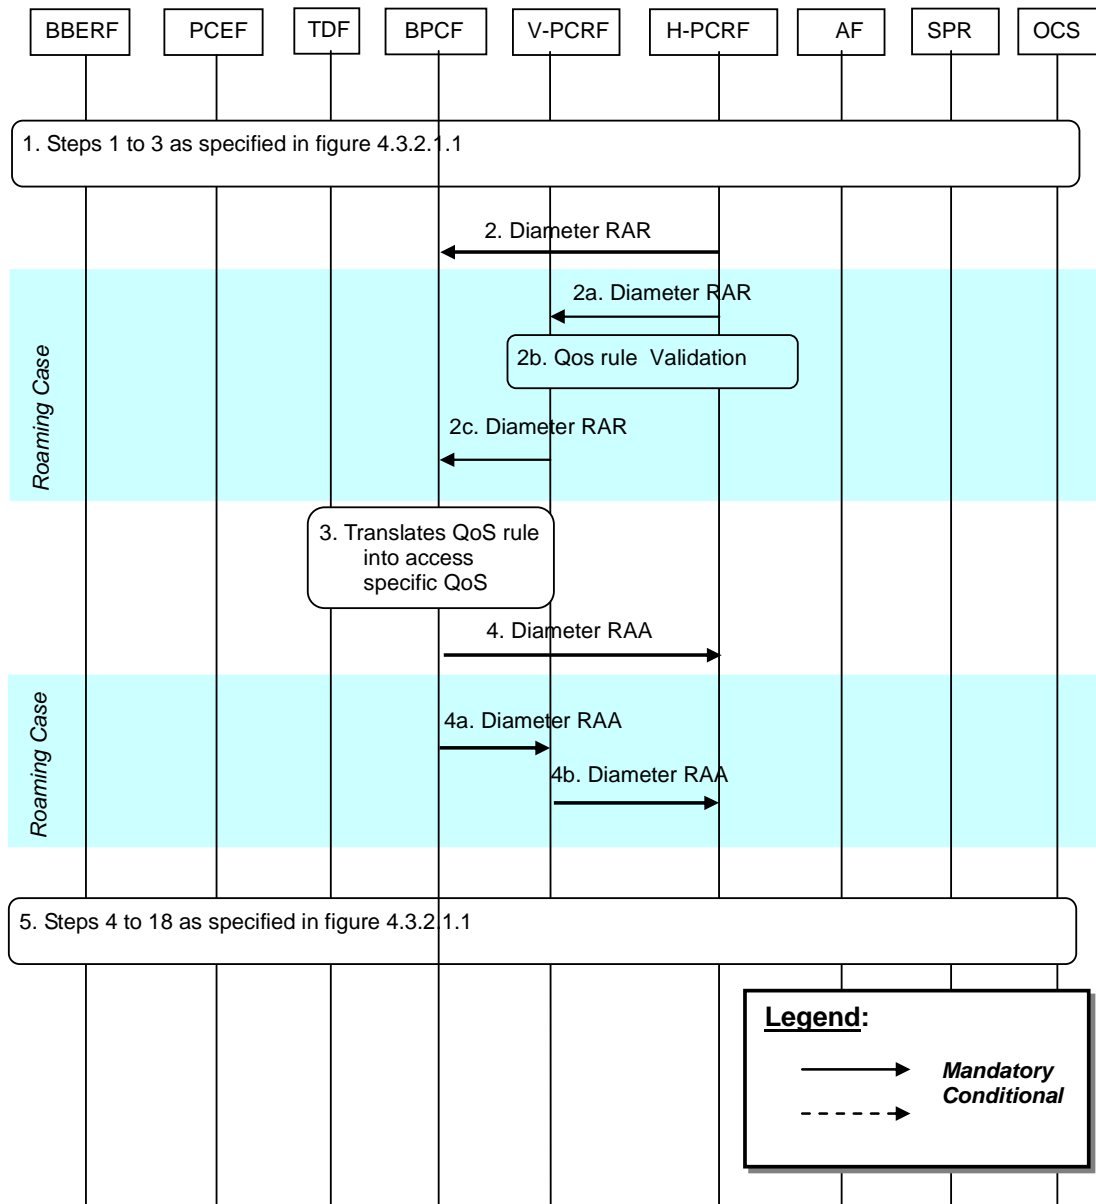 BBERF PCEF TDF BPCF V-PCRF H-PCRF AF SPR OCS
1. Steps 1 to 3 as specified in figure 4.3.2.1.1
2. Diameter RAR
Roaming Case
2a. Diameter RAR
2b. Qos rule Validation
2c. Diameter RAR
3. Translates QoS rule
into access
specific QoS
4. Diameter RAA
Roaming Case
4a. Diameter RAA
4b. Diameter RAA
5. Steps 4 to 18 as specified in figure 4.3.2.1.1
Legend:
Mandatory
Conditional